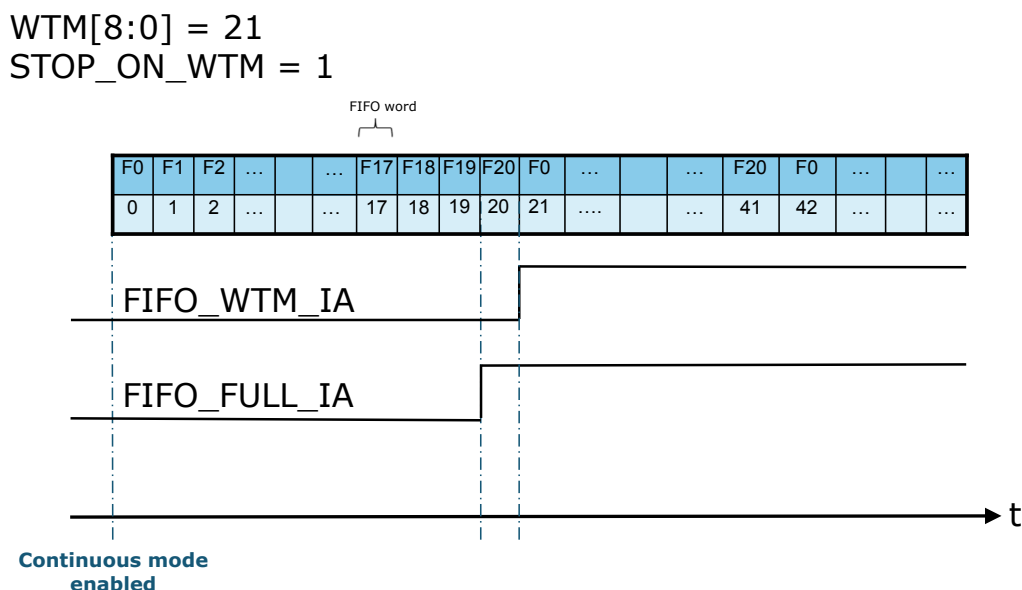 WTM[8:0] = 21
STOP_ON_WTM = 1
FIFO word
F0 F1 F2 … … F17 F18 F19 F20 F0 … … F20 F0 … …
0 1 2 … … 17 18 19 20 21 …. … 41 42 … …
FIFO_WTM_IA
FIFO_FULL_IA
t
Continuous mode
enabled